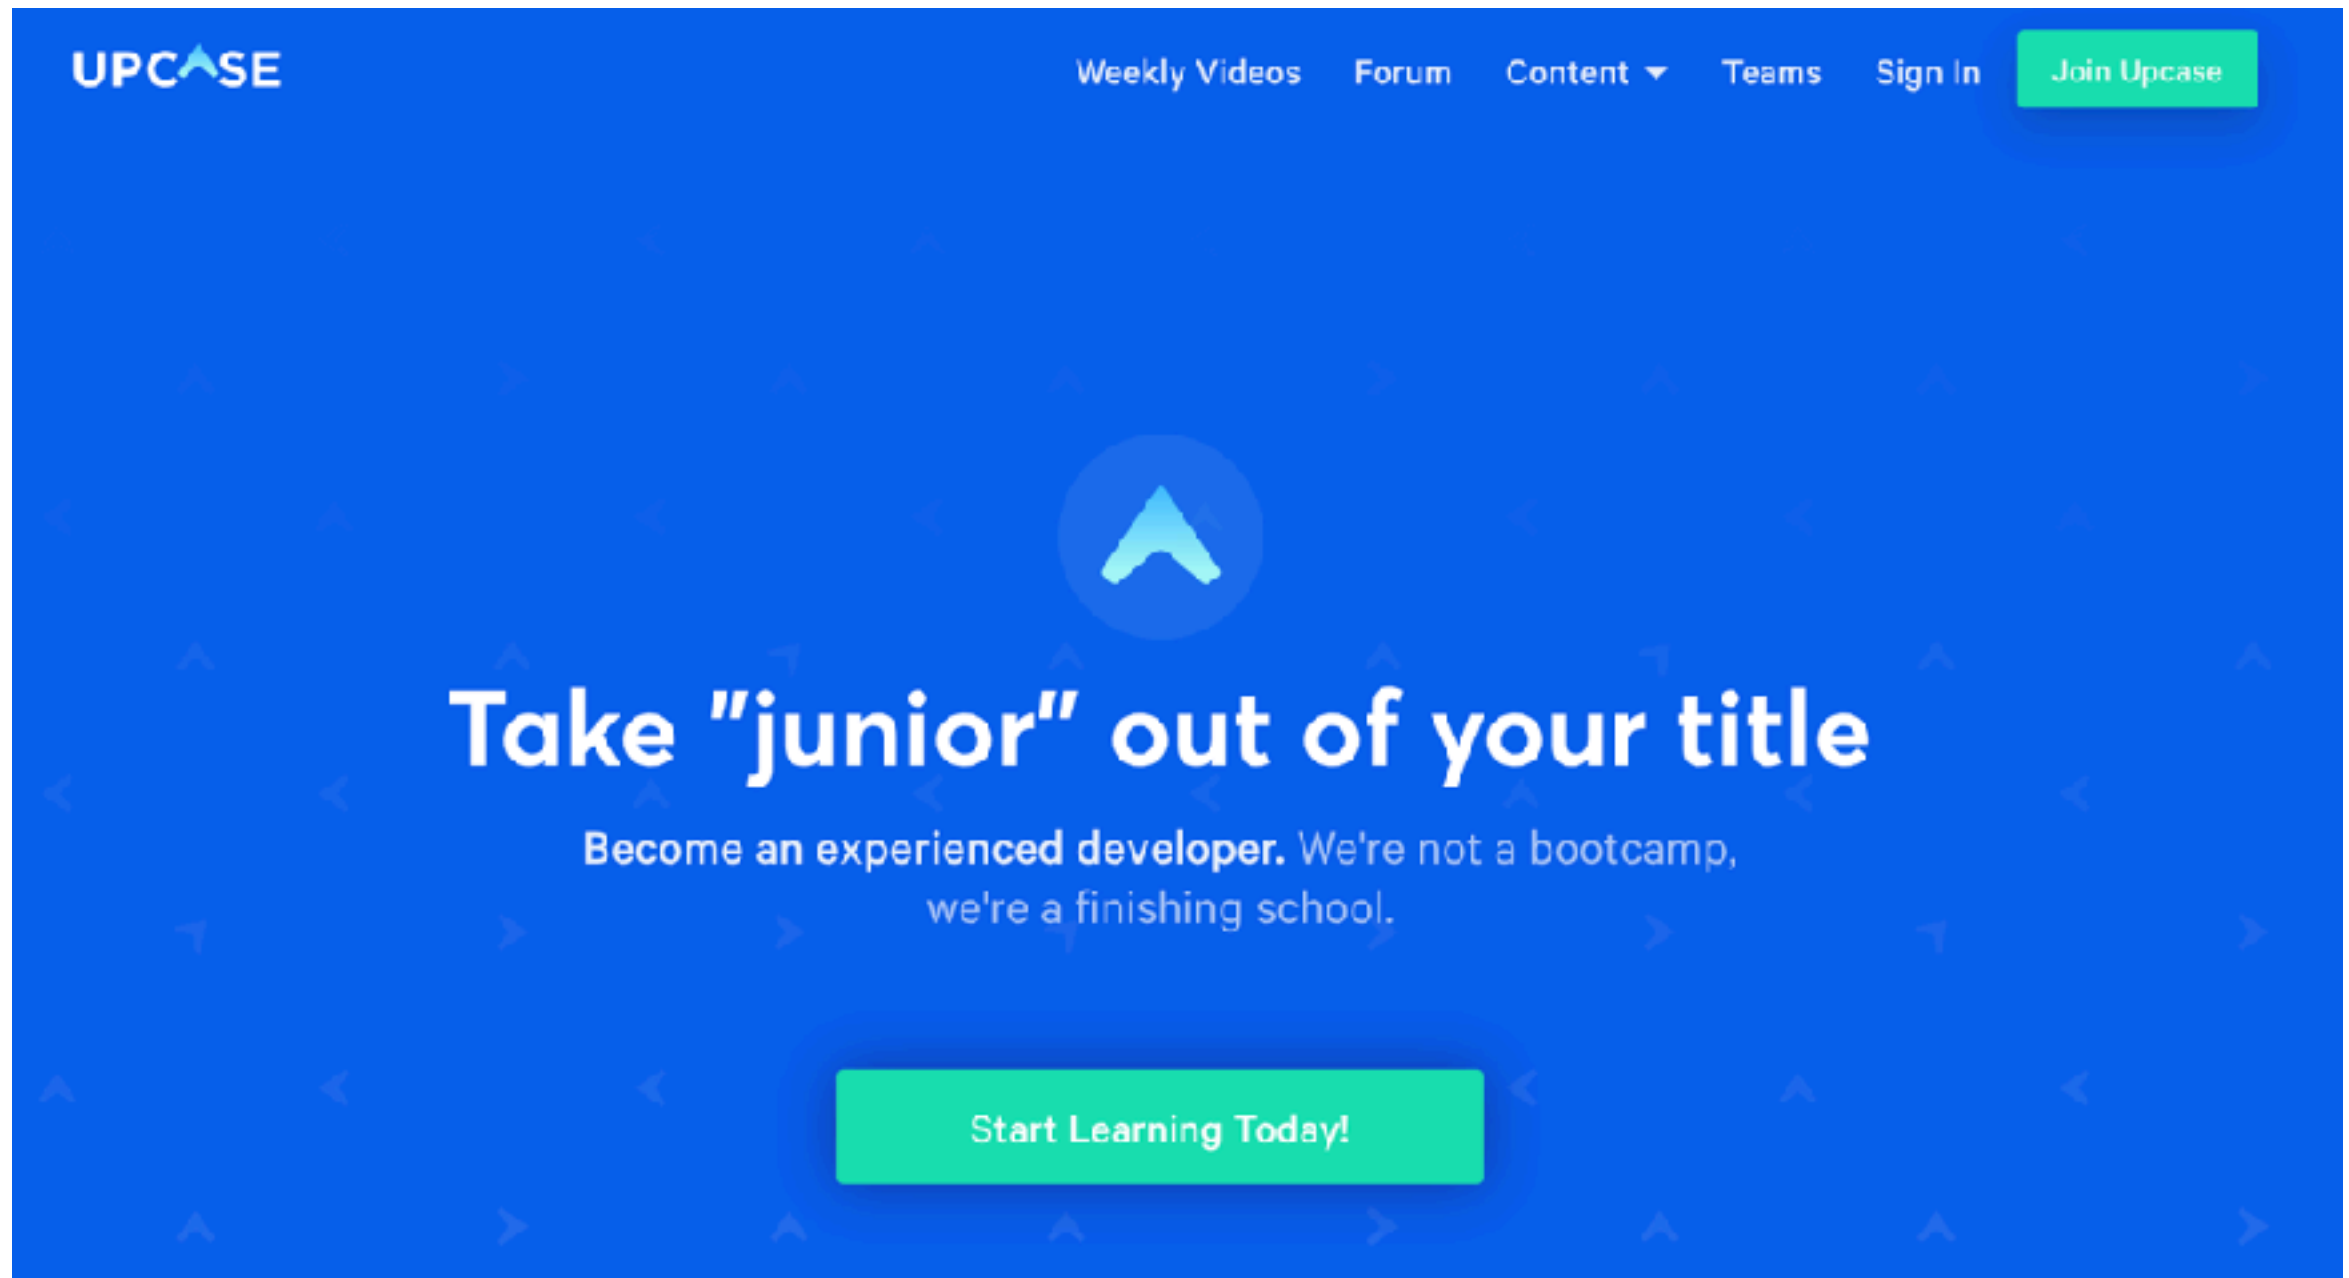 UPCASE
Weekly Videos Forum Content Teams Sign In Join Upcase
Take "junior" out of your title
Become an experienced developer. We're not a bootcamp,
we're a finishing school.
Start Learning Today!